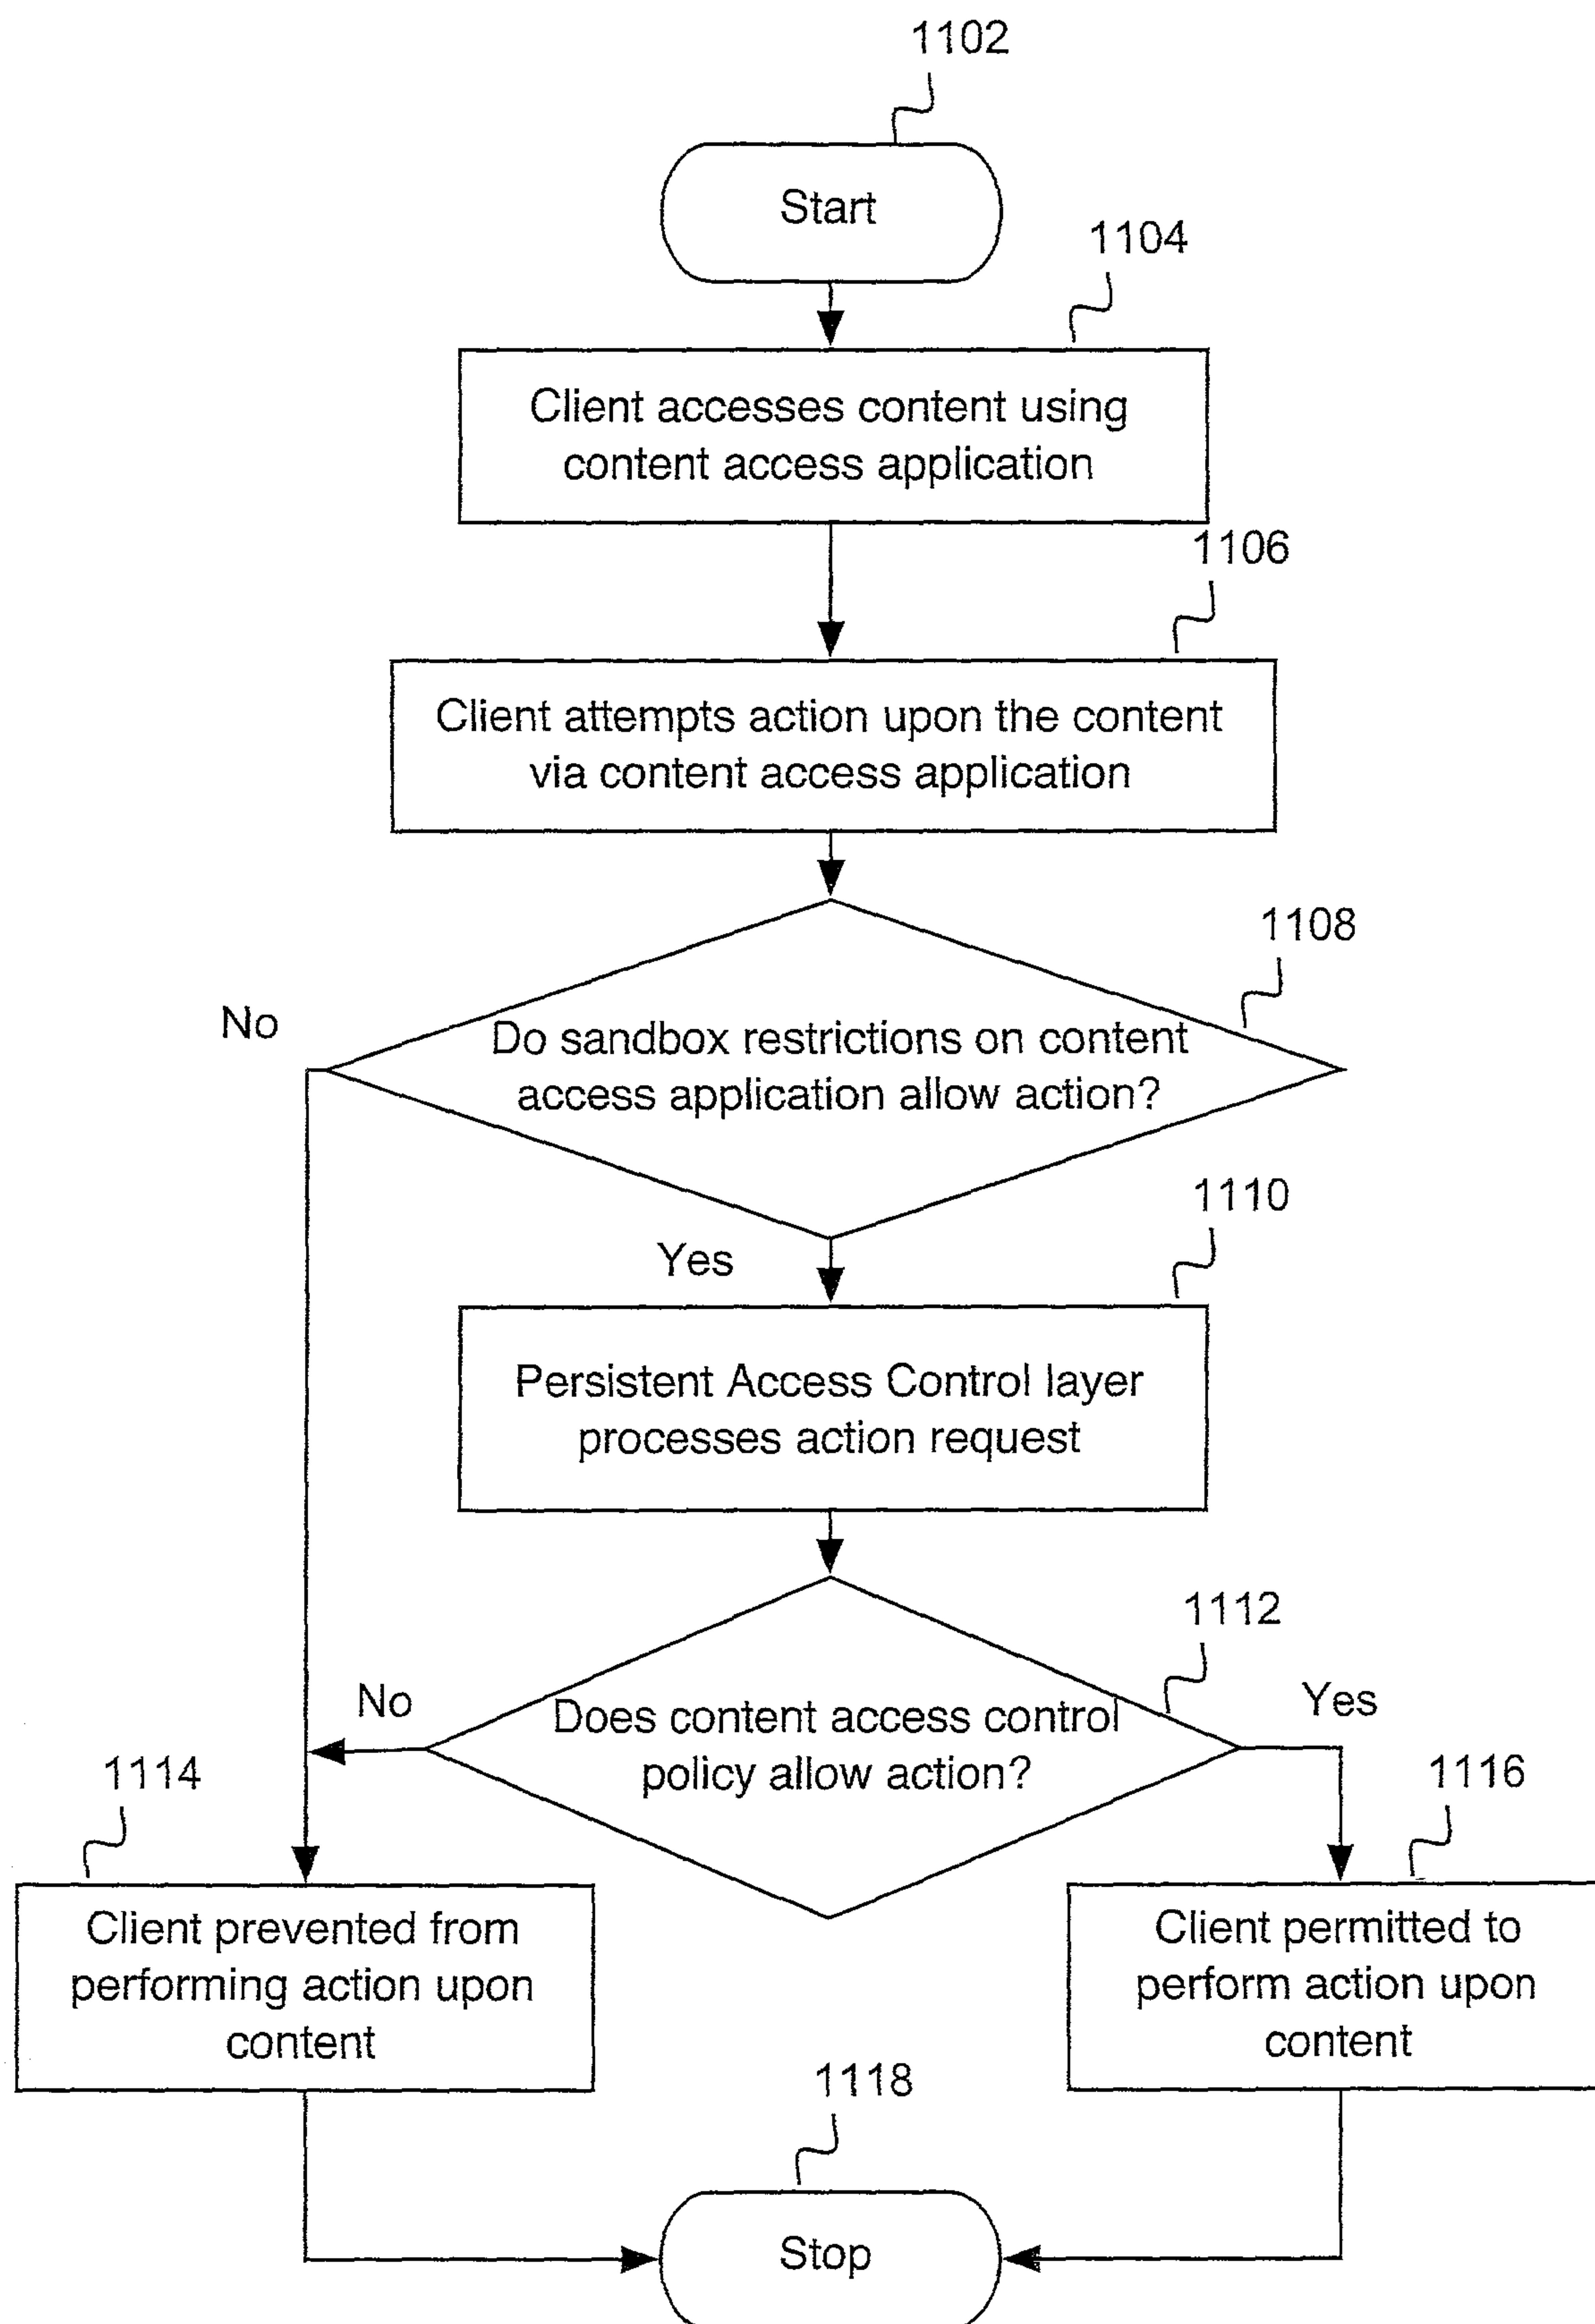 1102
Start
1104
Client accesses content using
content access application
1106
Client attempts action upon the content
via content access application
1108
No
Do sandbox restrictions on content
access application allow action?
1110
Yes
Persistent Access Control layer
processes action request
1112
No
Yes
Does content access control
policy allow action?
1114
1116
Client prevented from
performing action upon
content
Client permitted to
perform action upon
content
1118
Stop